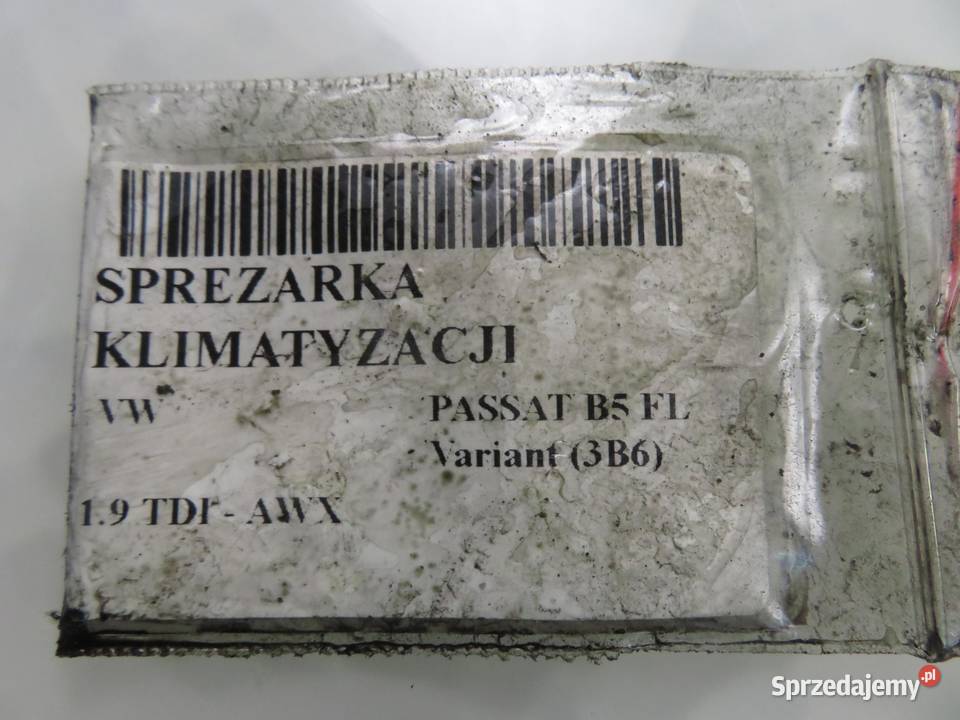 SPREZARKA
KLIMATYZACJI
VW PASSAT B5 FL
Variant (3B6)
1.9 TDI - AWX
Sprzedajemy.pl